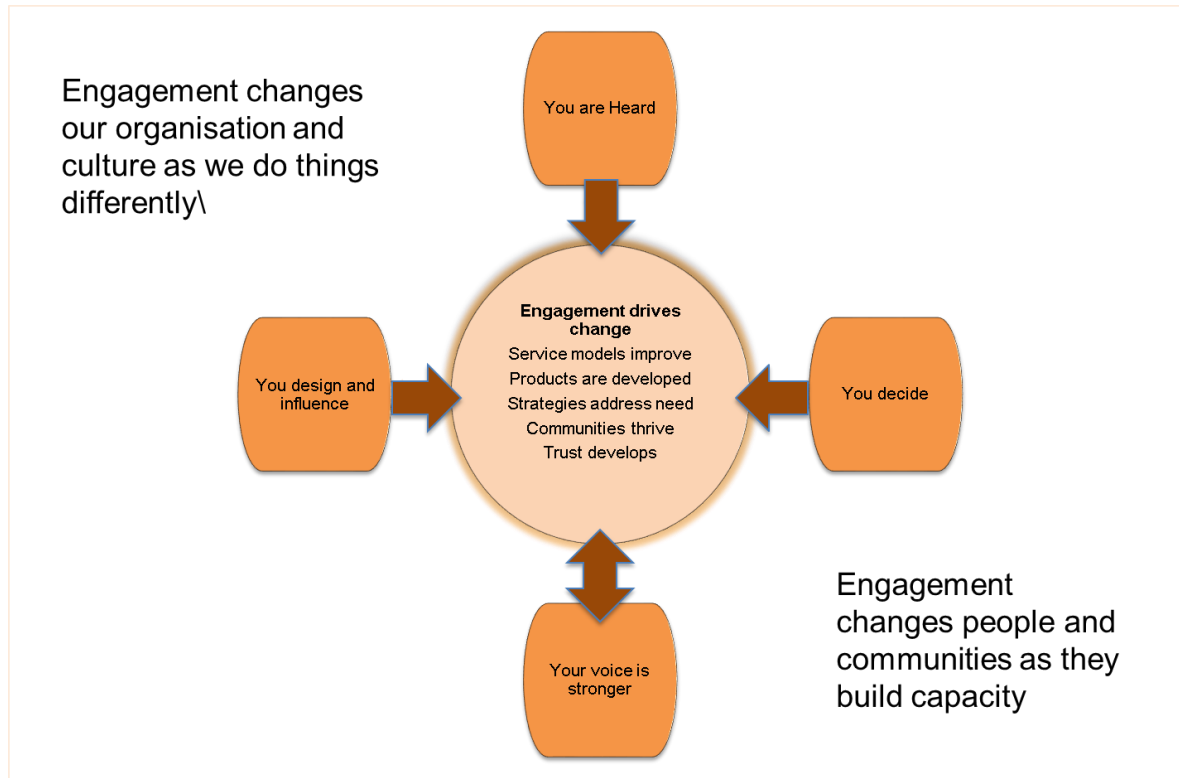 Engagement changes
our organisation and
culture as we do things
differently\
You are Heard
Engagement drives
change
Service models improve
Products are developed
Strategies address need
Communities thrive
Trust develops
You design and
influence
You decide
Your voice is
stronger
Engagement
changes people and
communities as they
build capacity